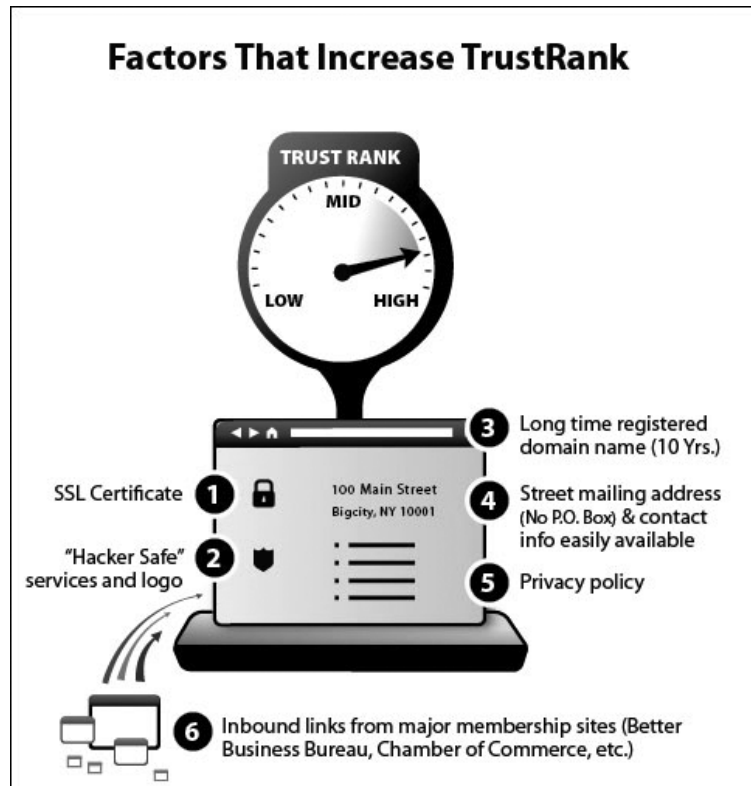 Factors That Increase TrustRank
TRUST RANK
MID
LOW
HIGH
SSL Certificate
1
"Hacker Safe"
services and logo
2
100 Main Street
Bigcity, NY 10001
3
Long time registered
domain name (10 Yrs.)
4
Street mailing address
(No P.O. Box) & contact
info easily available
5
Privacy policy
6
Inbound links from major membership sites (Better
Business Bureau, Chamber of Commerce, etc.)